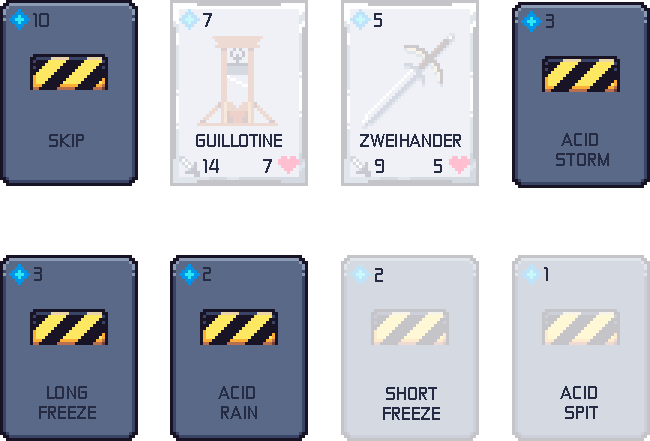 10
SKIP
7
GUILLOTINE
14 7
5
ZWEIHANDER
9 5
3
ACID
STORM
3
LONG
FREEZE
2
ACID
RAIN
2
SHORT
FREEZE
1
ACID
SPIT